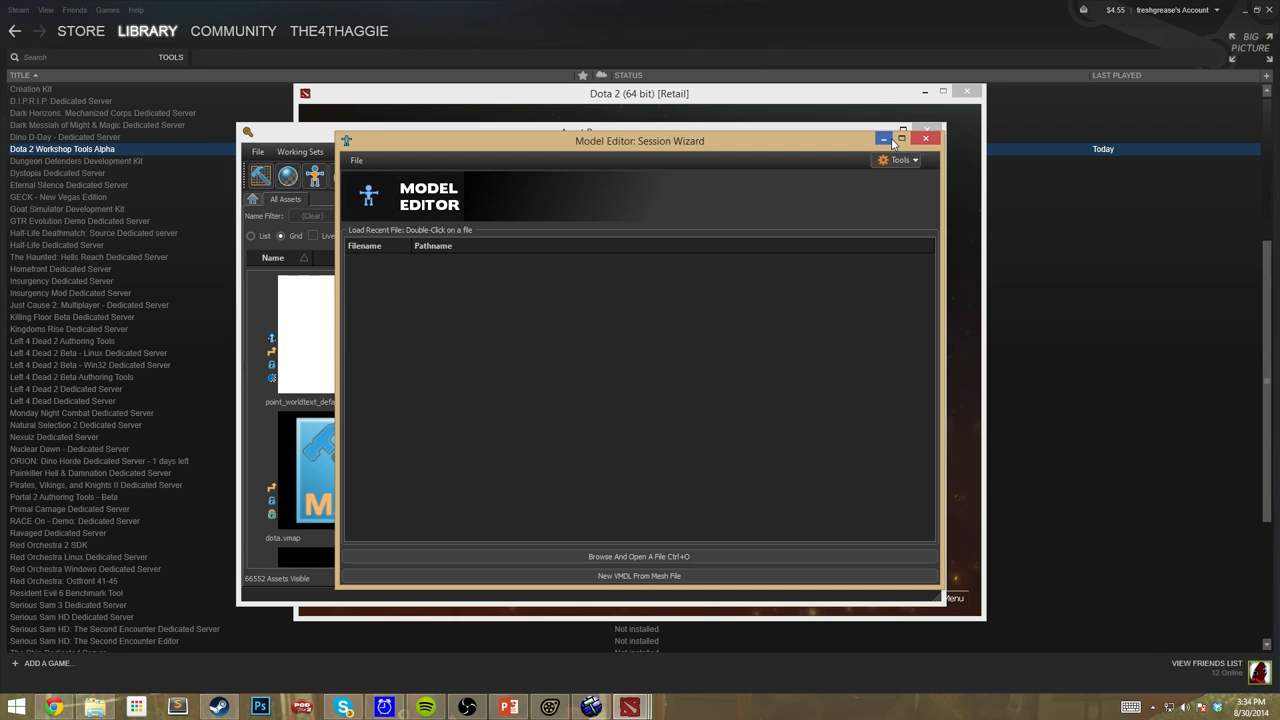 Steam View Friends Games Help
$4.55 freshgrease's Account
STORE LIBRARY COMMUNITY THE4THAGGIE
BIG PICTURE
Search TOOLS
TITLE STATUS LAST PLAYED
Creation Kit
D.I.P.R.I.P. Dedicated Server
Dark Horizons: Mechanized Corps Dedicated Server
Dark Messiah of Might & Magic Dedicated Server
Dino D-Day - Dedicated Server
Dota 2 Workshop Tools Alpha
Today
Dungeon Defenders Development Kit
Dystopia Dedicated Server
Eternal Silence Dedicated Server
GECK - New Vegas Edition
Goat Simulator Development Kit
GTR Evolution Demo Dedicated Server
Half-Life Deathmatch: Source Dedicated server
Half-Life Dedicated Server
The Haunted: Hells Reach Dedicated Server
Homefront Dedicated Server
Insurgency Dedicated Server
Insurgency Mod Dedicated Server
Just Cause 2: Multiplayer - Dedicated Server
Killing Floor Beta Dedicated Server
Kingdoms Rise Dedicated Server
Left 4 Dead 2 Authoring Tools
Left 4 Dead 2 Beta - Linux Dedicated Server
Left 4 Dead 2 Beta - Win32 Dedicated Server
Left 4 Dead 2 Beta Authoring Tools
Left 4 Dead 2 Dedicated Server
Left 4 Dead Dedicated Server
Monday Night Combat Dedicated Server
Natural Selection 2 Dedicated Server
Nexuiz Dedicated Server
Nuclear Dawn - Dedicated Server
ORION: Dino Horde Dedicated Server - 1 days left
Painkiller Hell & Damnation Dedicated Server
Pirates, Vikings, and Knights II Dedicated Server
Portal 2 Authoring Tools - Beta
Primal Carnage Dedicated Server
RACE On - Demo: Dedicated Server
Ravaged Dedicated Server
Red Orchestra 2 SDK
Red Orchestra Linux Dedicated Server
Red Orchestra Windows Dedicated Server
Red Orchestra: Ostfront 41-45
Resident Evil 6 Benchmark Tool
Serious Sam 3 Dedicated Server
Serious Sam HD Dedicated Server
Serious Sam HD: The Second Encounter Dedicated Server
Not installed
Serious Sam HD: The Second Encounter Editor
Not installed
+ ADD A GAME...
VIEW FRIENDS LIST
12 Online
Dota 2 (64 bit) [Retail]
File Working Sets
All Assets
Name Filter: (Clear)
List Grid Live
Name
point_worldtext_defa
M
dota.vmap
66552 Assets Visible
Menu
Model Editor: Session Wizard
File
Tools
MODEL
EDITOR
Load Recent File: Double-Click on a file
Filename Pathname
Browse And Open A File Ctrl+O
New VMDL From Mesh File
3:34 PM
8/30/2014